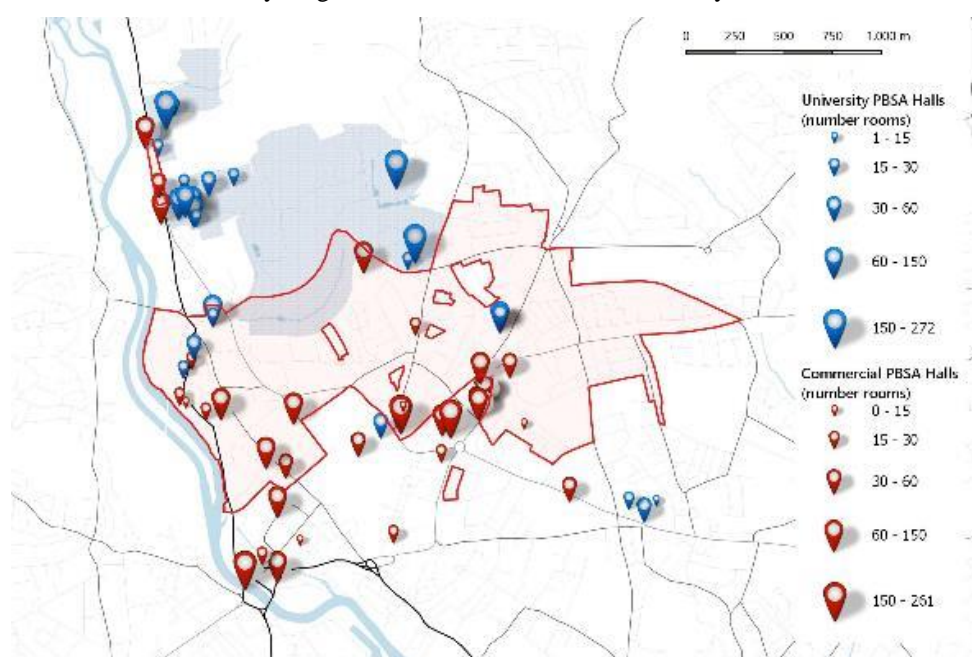 0 250 500 750 1.000 m
University PBSA Halls
(number rooms)
1 - 15
15 - 30
30 - 60
60 - 150
150 - 272
Commercial PBSA Halls
(number rooms)
0 - 15
15 - 30
30 - 60
60 - 150
150 - 261